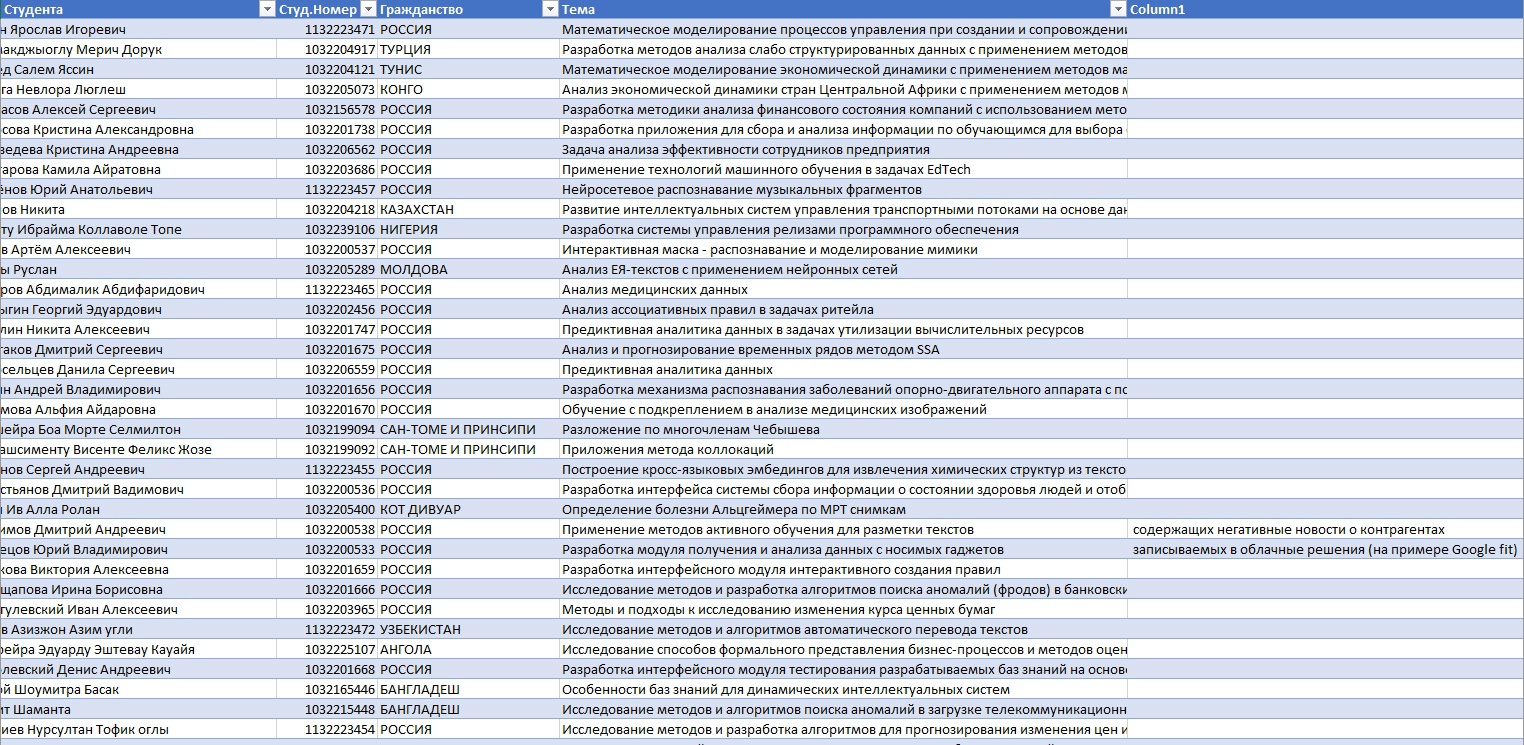 Студента Студ.Номер Гражданство Тема Column1
н Ярослав Игоревич 1132223471 РОССИЯ Математическое моделирование процессов управления при создании и сопровождении
акджыоглу Мерич Дорук 1032204917 ТУРЦИЯ Разработка методов анализа слабо структурированных данных с применением методов
ед Салем Яссин 1032204121 ТУНИС Математическое моделирование экономической динамики с применением методов ма
га Невлора Люглеш 1032205073 КОНГО Анализ экономической динамики стран Центральной Африки с применением методов м
асов Алексей Сергеевич 1032156578 РОССИЯ Разработка методики анализа финансового состояния компаний с использованием мето
сова Кристина Александровна 1032201738 РОССИЯ Разработка приложения для сбора и анализа информации по обучающимся для выбора
ведева Кристина Андреевна 1032206562 РОССИЯ Задача анализа эффективности сотрудников предприятия
гарова Камила Айратовна 1032203686 РОССИЯ Применение технологий машинного обучения в задачах EdTech
ёнов Юрий Анатольевич 1132223457 РОССИЯ Нейросетевое распознавание музыкальных фрагментов
ов Никита 1032204218 КАЗАХСТАН Развитие интеллектуальных систем управления транспортными потоками на основе дан
ту Ибрайма Коллаволе Топе 1032239106 НИГЕРИЯ Разработка системы управления релизами программного обеспечения
в Артём Алексеевич 1032200537 РОССИЯ Интерактивная маска - распознавание и моделирование мимики
ы Руслан 1032205289 МОЛДОВА Анализ ЕЯ-текстов с применением нейронных сетей
ров Абдималик Абдифаридович 1132223465 РОССИЯ Анализ медицинских данных
ыгин Георгий Эдуардович 1032202456 РОССИЯ Анализ ассоциативных правил в задачах ритейла
лин Никита Алексеевич 1032201747 РОССИЯ Предиктивная аналитика данных в задачах утилизации вычислительных ресурсов
гаков Дмитрий Сергеевич 1032201675 РОССИЯ Анализ и прогнозирование временных рядов методом SSA
сельцев Данила Сергеевич 1032206559 РОССИЯ Предиктивная аналитика данных
ин Андрей Владимирович 1032201656 РОССИЯ Разработка механизма распознавания заболеваний опорно-двигательного аппарата с по
мова Альфия Айдаровна 1032201670 РОССИЯ Обучение с подкреплением в анализе медицинских изображений
ейра Боа Морте Селмилтон 1032199094 САН-ТОМЕ И ПРИНСИПИ Разложение по многочленам Чебышева
ашсименту Висенте Феликс Жозе 1032199092 САН-ТОМЕ И ПРИНСИПИ Приложения метода коллокаций
нов Сергей Андреевич 1132223455 РОССИЯ Построение кросс-языковых эмбедингов для извлечения химических структур из тексто
стьянов Дмитрий Вадимович 1032200536 РОССИЯ Разработка интерфейса системы сбора информации о состоянии здоровья людей и отоб
Ив Алла Ролан 1032205400 КОТ ДИВУАР Определение болезни Альцгеймера по МРТ снимкам
имов Дмитрий Андреевич 1032200538 РОССИЯ Применение методов активного обучения для разметки текстов содержащих негативные новости о контрагентах
ецов Юрий Владимирович 1032200533 РОССИЯ Разработка модуля получения и анализа данных с носимых гаджетов записываемых в облачные решения (на примере Google fit)
кова Виктория Алексеевна 1032201659 РОССИЯ Разработка интерфейсного модуля интерактивного создания правил
щапова Ирина Борисовна 1032201666 РОССИЯ Исследование методов и разработка алгоритмов поиска аномалий (фродов) в банковски
гулевский Иван Алексеевич 1032203965 РОССИЯ Методы и подходы к исследованию изменения курса ценных бумаг
в Азизжон Азим угли 1132223472 УЗБЕКИСТАН Исследование методов и алгоритмов автоматического перевода текстов
рейра Эдуарду Эштевау Кауайя 1032225107 АНГОЛА Исследование способов формального представления бизнес-процессов и методов оцен
левский Денис Андреевич 1032201668 РОССИЯ Разработка интерфейсного модуля тестирования разрабатываемых баз знаний на основе
ой Шоумитра Басак 1032165446 БАНГЛАДЕШ Особенности баз знаний для динамических интеллектуальных систем
ит Шаманта 1032215448 БАНГЛАДЕШ Исследование методов и алгоритмов поиска аномалий в загрузке телекоммуникационн
иев Нурсултан Тофик оглы 1132223454 РОССИЯ Исследование методов и разработка алгоритмов для прогнозирования изменения цен и